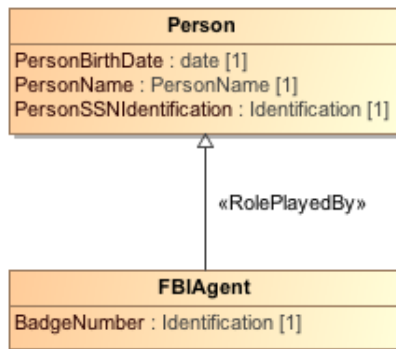 Person
PersonBirthDate : date [1]
PersonName : PersonName [1]
PersonSSNIdentification : Identification [1]
«RolePlayedBy»
FBIAgent
BadgeNumber : Identification [1]